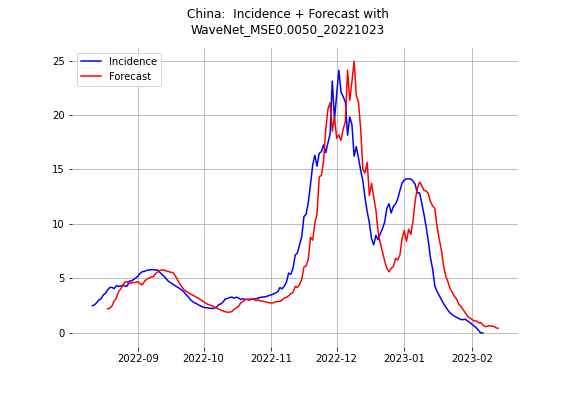 China:  Incidence + Forecast with
WaveNet_MSE0.0050_20221023
Incidence
Forecast
25
20
15
10
5
0
2022-09 2022-10 2022-11 2022-12 2023-01 2023-02